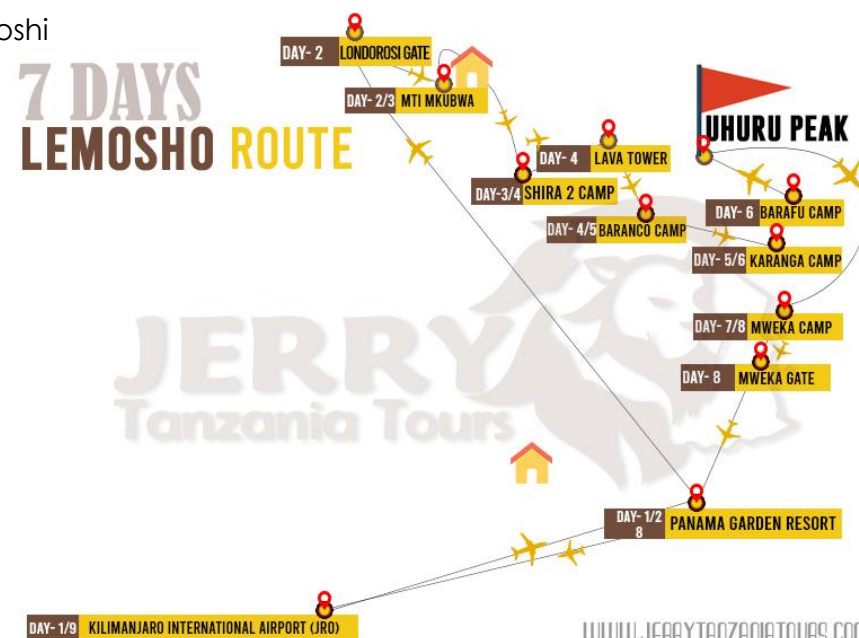 oshi
7 DAYS
LEMOSHO ROUTE
DAY- 2 LONDOROSI GATE
DAY- 2/3 MTI MKUBWA
DAY-3/4 SHIRA 2 CAMP
DAY- 4 LAVA TOWER
DAY- 4/5 BARANCO CAMP
UHURU PEAK
DAY- 6 BARAFU CAMP
DAY- 5/6 KARANGA CAMP
DAY- 7/8 MWEKA CAMP
DAY- 8 MWEKA GATE
JERRY
Tanzania Tours
DAY- 1/2
8
PANAMA GARDEN RESORT
DAY- 1/9 KILIMANJARO INTERNATIONAL AIRPORT (JRO)
WWW.JERRYTANZANIATOURS.COM